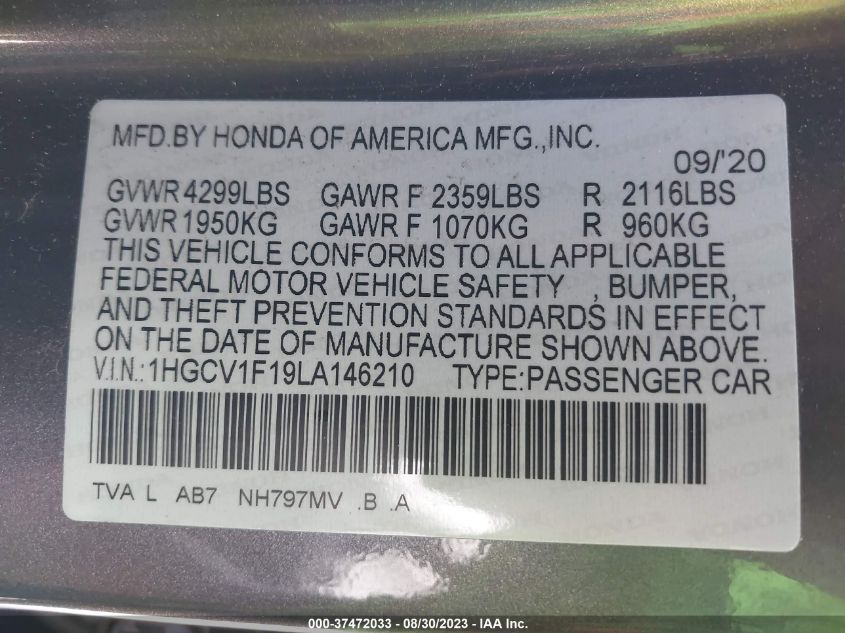 MFD.BY HONDA OF AMERICA MFG.,INC.
09/'20
GVWR 4299LBS GAWR F 2359LBS R 2116LBS
GVWR 1950KG GAWR F 1070KG R 960KG
THIS VEHICLE CONFORMS TO ALL APPLICABLE
FEDERAL MOTOR VEHICLE SAFETY , BUMPER,
AND THEFT PREVENTION STANDARDS IN EFFECT
ON THE DATE OF MANUFACTURE SHOWN ABOVE.
V.I.N.:1HGCV1F19LA146210 TYPE:PASSENGER CAR
TVA L AB7 NH797MV .B .A
000-37472033 - 08/30/2023 - IAA Inc.